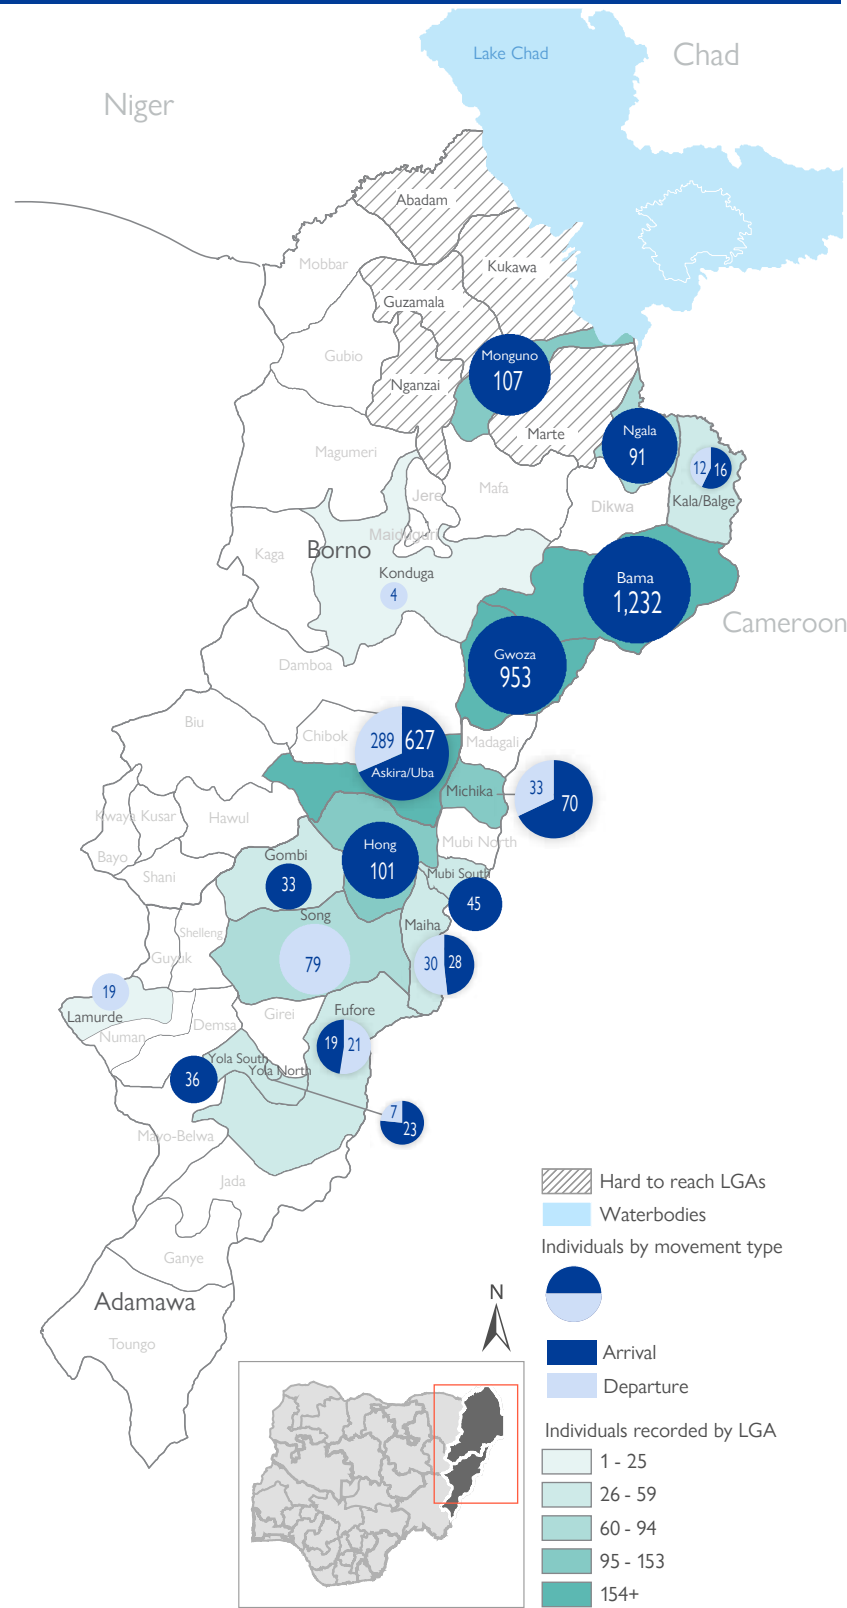 Lake Chad
Chad
Niger
Abadam
Mobbar
Kukawa
Guzamala
Gubio
Monguno
107
Nganzai
Marte
Ngala
91
Magumeri
Jere
Mafa
12
16
Kala/Balge
Dikwa
Maiduguri
Kaga
Borno
Konduga
4
Bama
1,232
Cameroon
Gwoza
953
Damboa
Biu
Chibok
289
627
Askira/Uba
Madagali
Michika
33
70
Kwaya Kusar
Hawul
Mubi North
Hong
101
Bayo
Gombi
33
Shani
Mubi South
45
Song
Maiha
Shelleng
Guyuk
79
30
28
19
Lamurde
Girei
Fufore
Demsa
Numan
19
21
Yola South
Yola North
36
7
23
Mayo-Belwa
Jada
Ganye
Adamawa
Toungo
N
Hard to reach LGAs
Waterbodies
Individuals by movement type
Arrival
Departure
Individuals recorded by LGA
1 - 25
26 - 59
60 - 94
95 - 153
154+